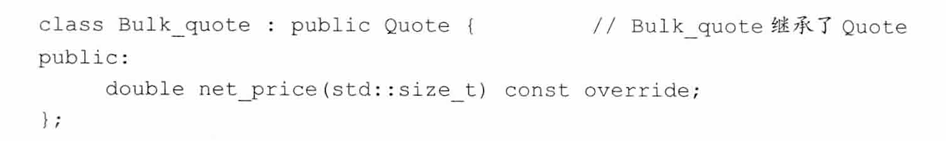 class Bulk_quote : public Quote {          // Bulk_quote 继承了 Quote
public:
     double net_price(std::size_t) const override;
};